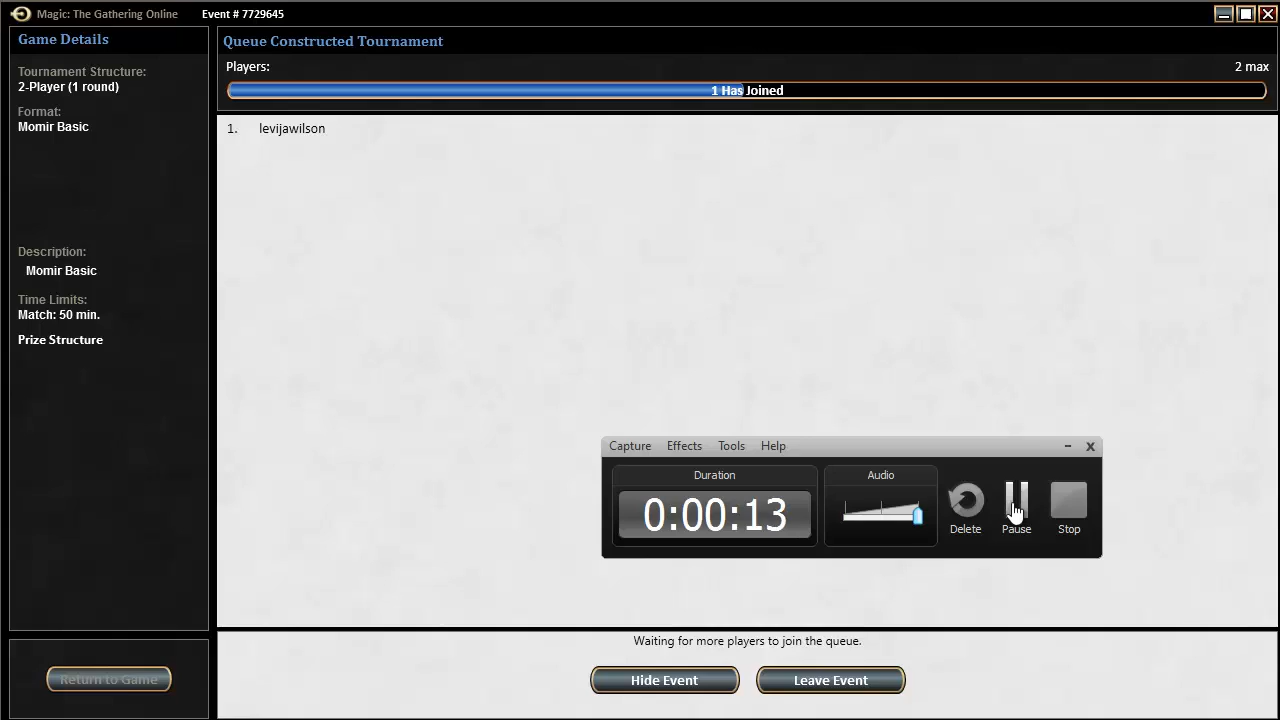 Magic: The Gathering Online Event # 7729645
Game Details
Tournament Structure:
2-Player (1 round)
Format:
Momir Basic
Description:
Momir Basic
Time Limits:
Match: 50 min.
Prize Structure
Return to Game
Queue Constructed Tournament
Players: 2 max
1 Has Joined
1. levijawilson
Capture Effects Tools Help
Duration
0:00:13
Audio
Delete Pause Stop
Waiting for more players to join the queue.
Hide Event Leave Event